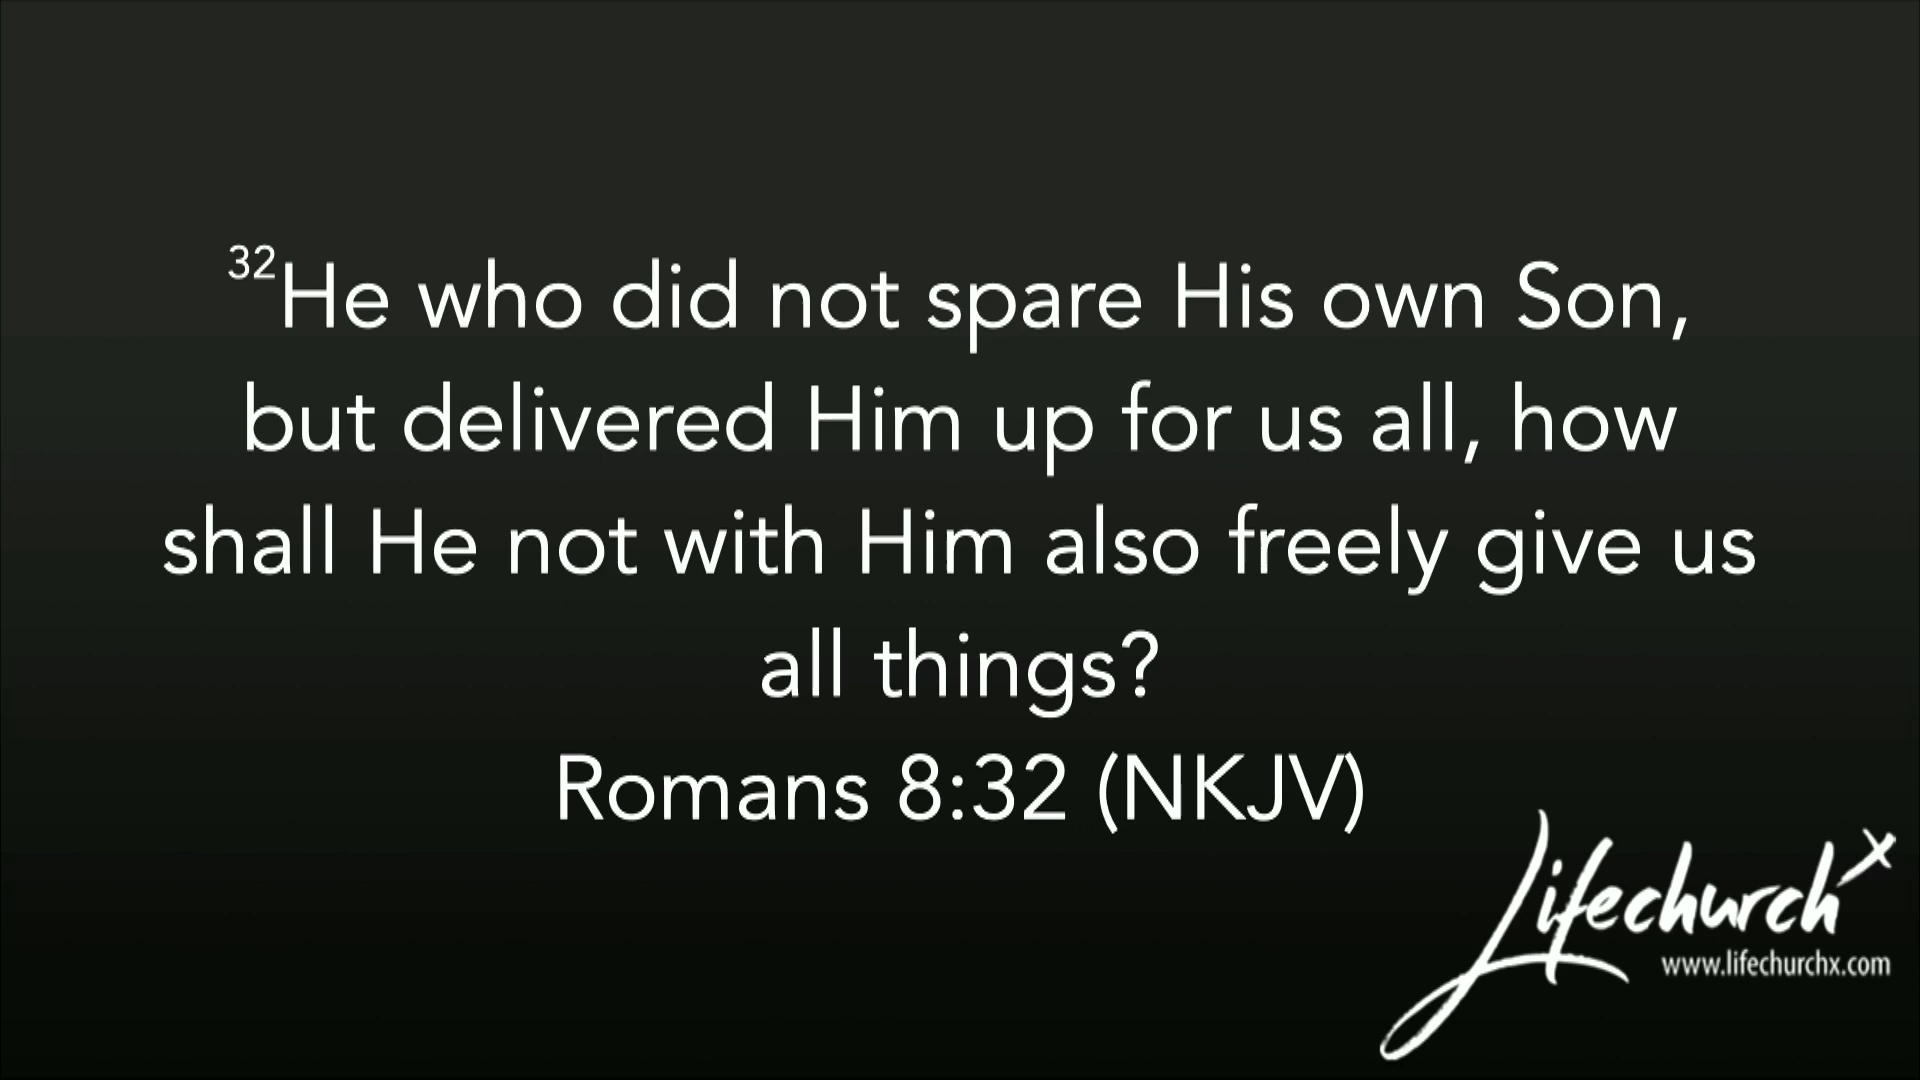 32He who did not spare His own Son,
but delivered Him up for us all, how
shall He not with Him also freely give us
all things?
Romans 8:32 (NKJV)
Lifechurch x
www.lifechurchx.com